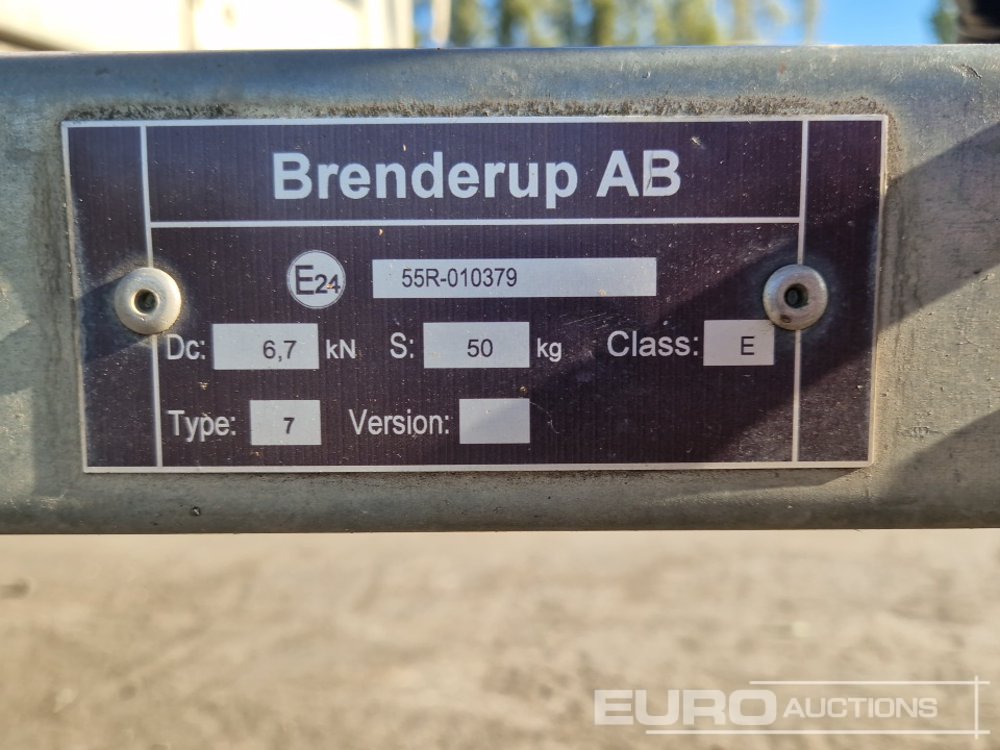 Brenderup AB
E24 55R-010379
Dc: 6,7 kN S: 50 kg Class: E
Type: 7 Version:
EURO AUCTIONS